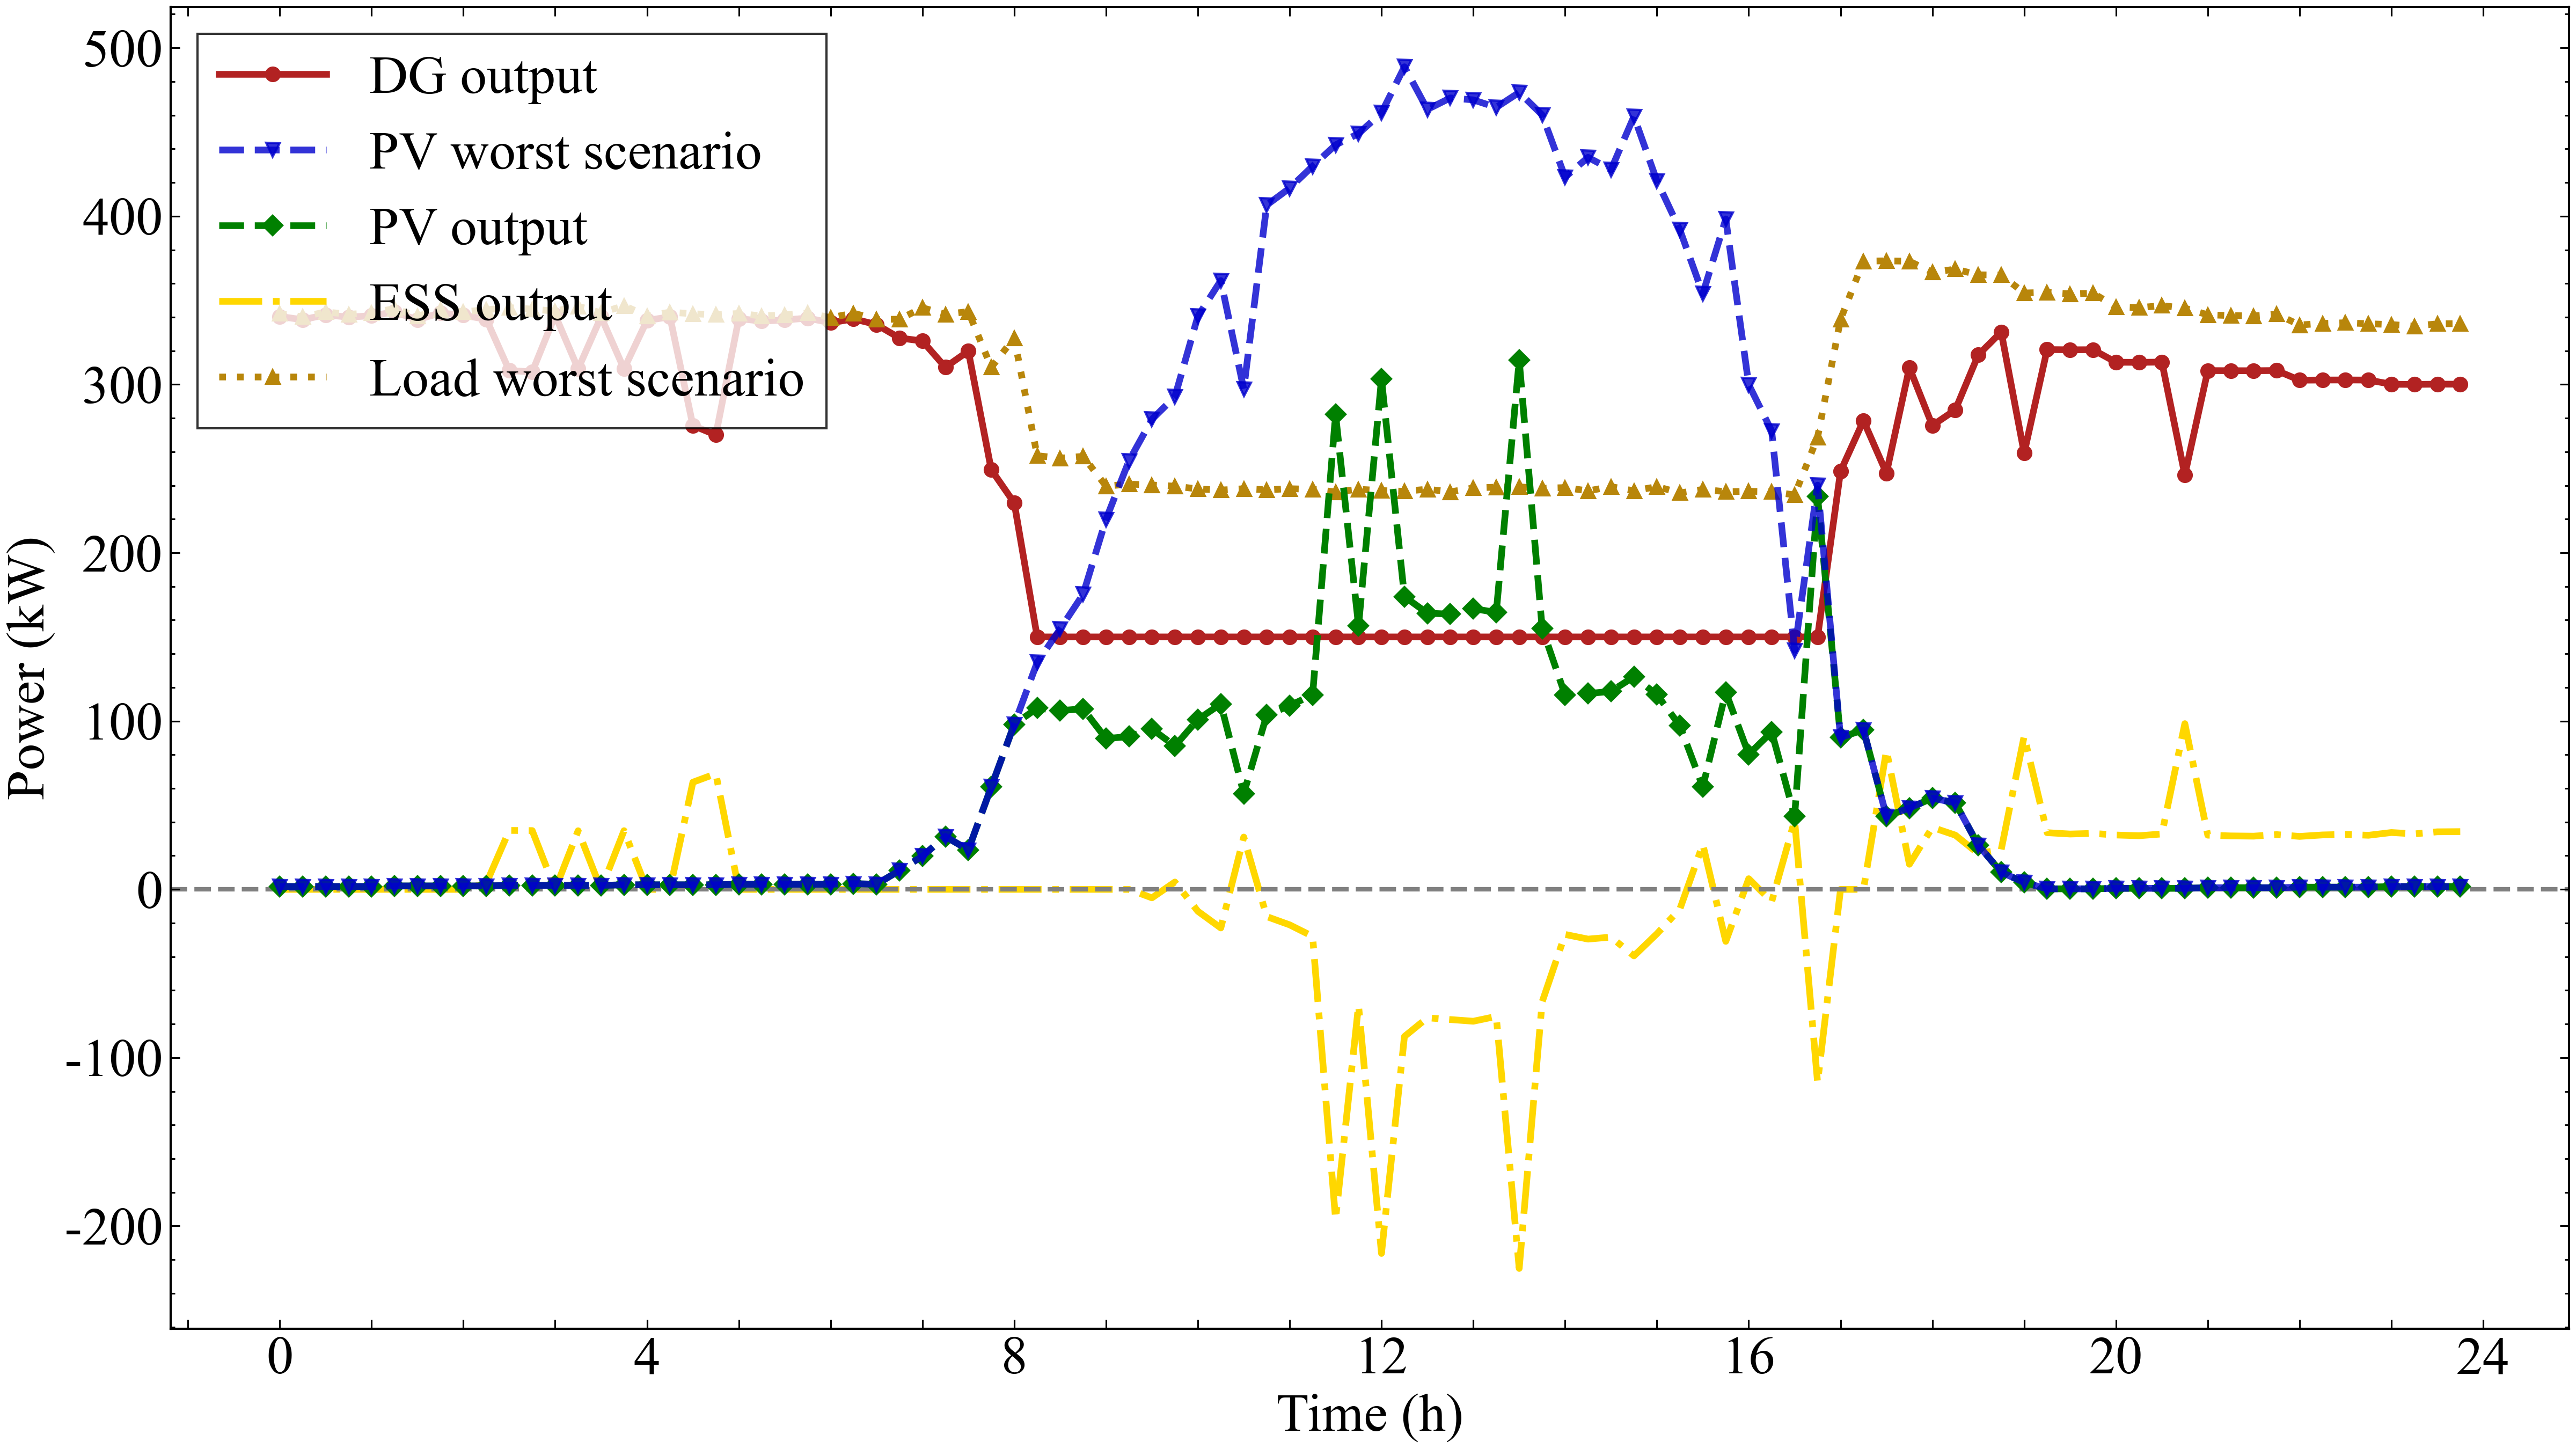 DG output
PV worst scenario
PV output
ESS output
Load worst scenario
500
400
300
200
100
0
-100
-200
Power (kW)
0 4 8 12 16 20 24
Time (h)